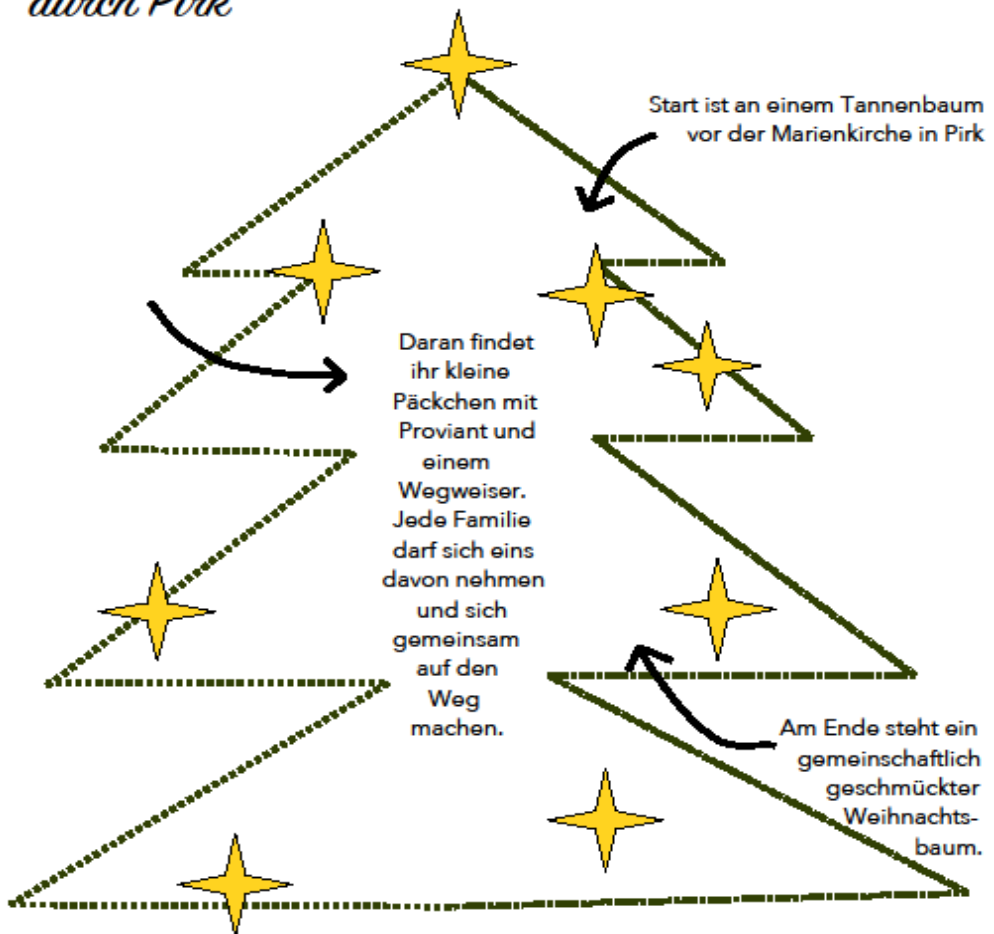 durch Pirk
Start ist an einem Tannenbaum
vor der Marienkirche in Pirk
Daran findet
ihr kleine
Päckchen mit
Proviant und
einem
Wegweiser.
Jede Familie
darf sich eins
davon nehmen
und sich
gemeinsam
auf den
Weg
machen.
Am Ende steht ein
gemeinschaftlich
geschmückter
Weihnachts-
baum.